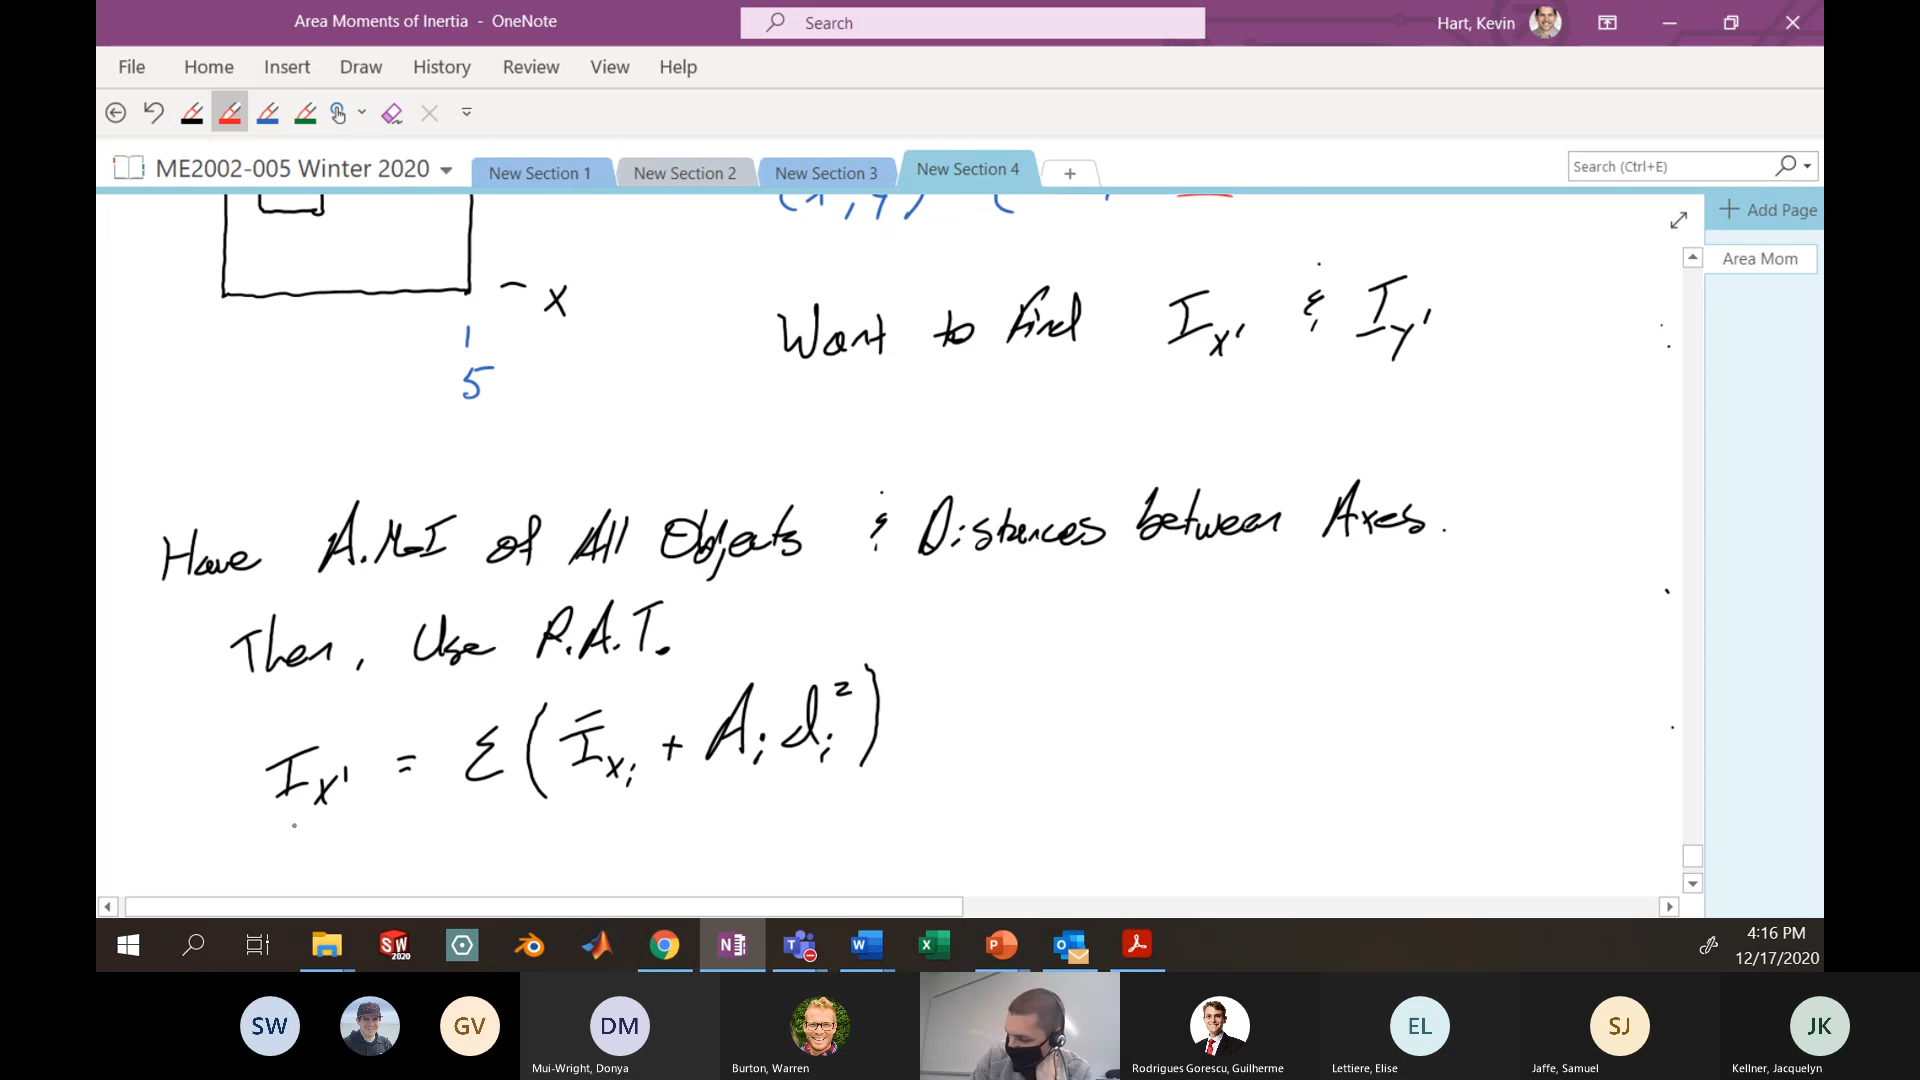 Area Moments of Inertia - OneNote
Search
Hart, Kevin
File Home Insert Draw History Review View Help
ME2002-005 Winter 2020
New Section 1
New Section 2
New Section 3
New Section 4
+
Search (Ctrl+E)
Add Page
Area Mom
- x
5
Want to find Ix' & Iy'
Have A.M.I of All Objects & Distances between Axes.
Then, Use P.A.T.
Ix' = Σ(Īxi + Ai di²)
4:16 PM
12/17/2020
SW
GV
DM
EL
SJ
JK
Mui-Wright, Donya
Burton, Warren
Rodrigues Gorescu, Guilherme
Lettiere, Elise
Jaffe, Samuel
Kellner, Jacquelyn